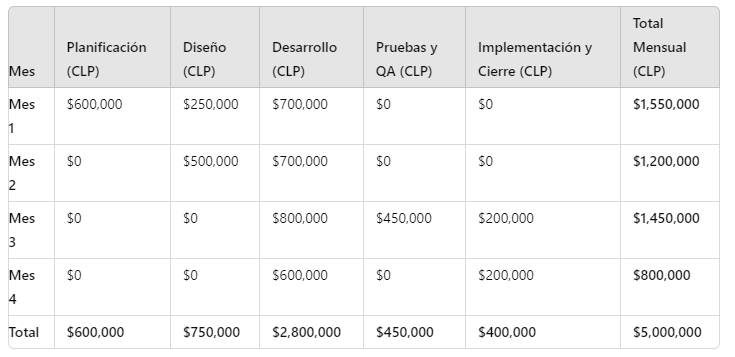 Mes Planificación (CLP) Diseño (CLP) Desarrollo (CLP) Pruebas y QA (CLP) Implementación y Cierre (CLP) Total Mensual (CLP)
Mes 1 $600,000 $250,000 $700,000 $0 $0 $1,550,000
Mes 2 $0 $500,000 $700,000 $0 $0 $1,200,000
Mes 3 $0 $0 $800,000 $450,000 $200,000 $1,450,000
Mes 4 $0 $0 $600,000 $0 $200,000 $800,000
Total $600,000 $750,000 $2,800,000 $450,000 $400,000 $5,000,000